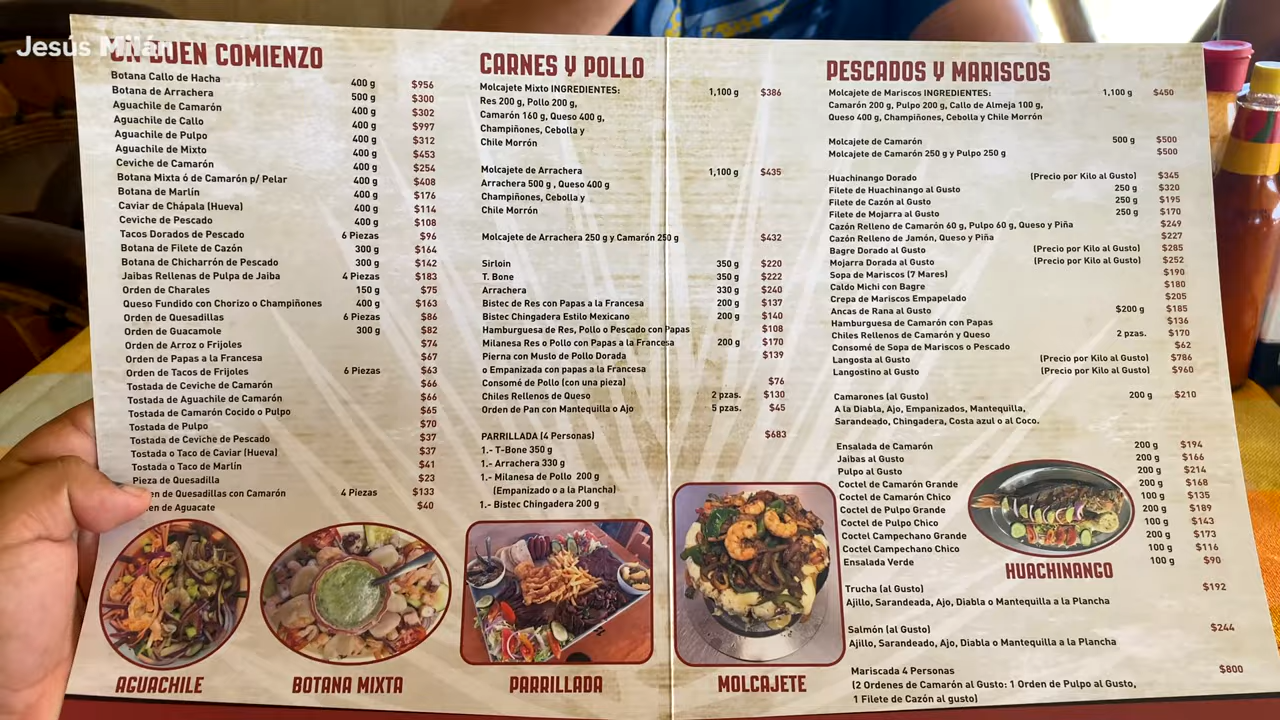 Jesús Milán
UN BUEN COMIENZO
Botana Callo de Hacha 400 g $956
Botana de Arrachera 500 g $300
Aguachile de Camarón 400 g $302
Aguachile de Callo 400 g $997
Aguachile de Pulpo 400 g $312
Aguachile de Mixto 400 g $453
Ceviche de Camarón 400 g $254
Botana Mixta ó de Camarón p/ Pelar 400 g $408
Botana de Marlín 400 g $176
Caviar de Chápala (Hueva) 400 g $114
Ceviche de Pescado 400 g $108
Tacos Dorados de Pescado 6 Piezas $96
Botana de Filete de Cazón 300 g $164
Botana de Chicharrón de Pescado 300 g $142
Jaibas Rellenas de Pulpa de Jaiba 4 Piezas $183
Orden de Charales 150 g $75
Queso Fundido con Chorizo o Champiñones 400 g $163
Orden de Quesadillas 6 Piezas $86
Orden de Guacamole 300 g $82
Orden de Arroz o Frijoles $74
Orden de Papas a la Francesa $67
Orden de Tacos de Frijoles 6 Piezas $63
Tostada de Ceviche de Camarón $66
Tostada de Aguachile de Camarón $66
Tostada de Camarón Cocido o Pulpo $65
Tostada de Pulpo $70
Tostada de Ceviche de Pescado $37
Tostada o Taco de Caviar (Hueva) $37
Tostada o Taco de Marlín $41
Pieza de Quesadilla $23
en de Quesadillas con Camarón 4 Piezas $133
en de Aguacate $40
AGUACHILE
BOTANA MIXTA
CARNES Y POLLO
Molcajete Mixto INGREDIENTES: 1,100 g $386
Res 200 g, Pollo 200 g,
Camarón 160 g, Queso 400 g,
Champiñones, Cebolla y
Chile Morrón
Molcajete de Arrachera 1,100 g $435
Arrachera 500 g , Queso 400 g
Champiñones, Cebolla y
Chile Morrón
Molcajete de Arrachera 250 g y Camarón 250 g $432
Sirloin 350 g $220
T. Bone 350 g $222
Arrachera 330 g $240
Bistec de Res con Papas a la Francesa 200 g $137
Bistec Chingadera Estilo Mexicano 200 g $140
Hamburguesa de Res, Pollo o Pescado con Papas $108
Milanesa Res o Pollo con Papas a la Francesa 200 g $170
Pierna con Muslo de Pollo Dorada $139
o Empanizada con papas a la Francesa
Consomé de Pollo (con una pieza) $76
Chiles Rellenos de Queso 2 pzas. $130
Orden de Pan con Mantequilla o Ajo 5 pzas. $45
PARRILLADA (4 Personas) $683
1.- T-Bone 350 g
1.- Arrachera 330 g
1.- Milanesa de Pollo 200 g
(Empanizado o a la Plancha)
1.- Bistec Chingadera 200 g
PARRILLADA
MOLCAJETE
PESCADOS Y MARISCOS
Molcajete de Mariscos INGREDIENTES: 1,100 g $450
Camarón 200 g, Pulpo 200 g, Callo de Almeja 100 g,
Queso 400 g, Champiñones, Cebolla y Chile Morrón
Molcajete de Camarón 500 g $500
Molcajete de Camarón 250 g y Pulpo 250 g $500
Huachinango Dorado (Precio por Kilo al Gusto) $345
Filete de Huachinango al Gusto 250 g $320
Filete de Cazón al Gusto 250 g $195
Filete de Mojarra al Gusto 250 g $170
Cazón Relleno de Camarón 60 g, Pulpo 60 g, Queso y Piña $249
Cazón Relleno de Jamón, Queso y Piña $227
Bagre Dorado al Gusto (Precio por Kilo al Gusto) $285
Mojarra Dorada al Gusto (Precio por Kilo al Gusto) $252
Sopa de Mariscos (7 Mares) $190
Caldo Michi con Bagre $180
Crepa de Mariscos Empapelado $205
Ancas de Rana al Gusto $200 g $185
Hamburguesa de Camarón con Papas $136
Chiles Rellenos de Camarón y Queso 2 pzas. $170
Consomé de Sopa de Mariscos o Pescado $62
Langosta al Gusto (Precio por Kilo al Gusto) $786
Langostino al Gusto (Precio por Kilo al Gusto) $960
Camarones (al Gusto) 200 g $210
A la Diabla, Ajo, Empanizados, Mantequilla,
Sarandeado, Chingadera, Costa azul o al Coco.
Ensalada de Camarón 200 g $194
Jaibas al Gusto 200 g $166
Pulpo al Gusto 200 g $214
Coctel de Camarón Grande 200 g $168
Coctel de Camarón Chico 100 g $135
Coctel de Pulpo Grande 200 g $189
Coctel de Pulpo Chico 100 g $143
Coctel Campechano Grande 200 g $173
Coctel Campechano Chico 100 g $116
Ensalada Verde 100 g $90
HUACHINANGO
Trucha (al Gusto) $192
Ajillo, Sarandeada, Ajo, Diabla o Mantequilla a la Plancha
Salmón (al Gusto) $244
Ajillo, Sarandeado, Ajo, Diabla o Mantequilla a la Plancha
Mariscada 4 Personas $800
(2 Ordenes de Camarón al Gusto: 1 Orden de Pulpo al Gusto,
1 Filete de Cazón al gusto)